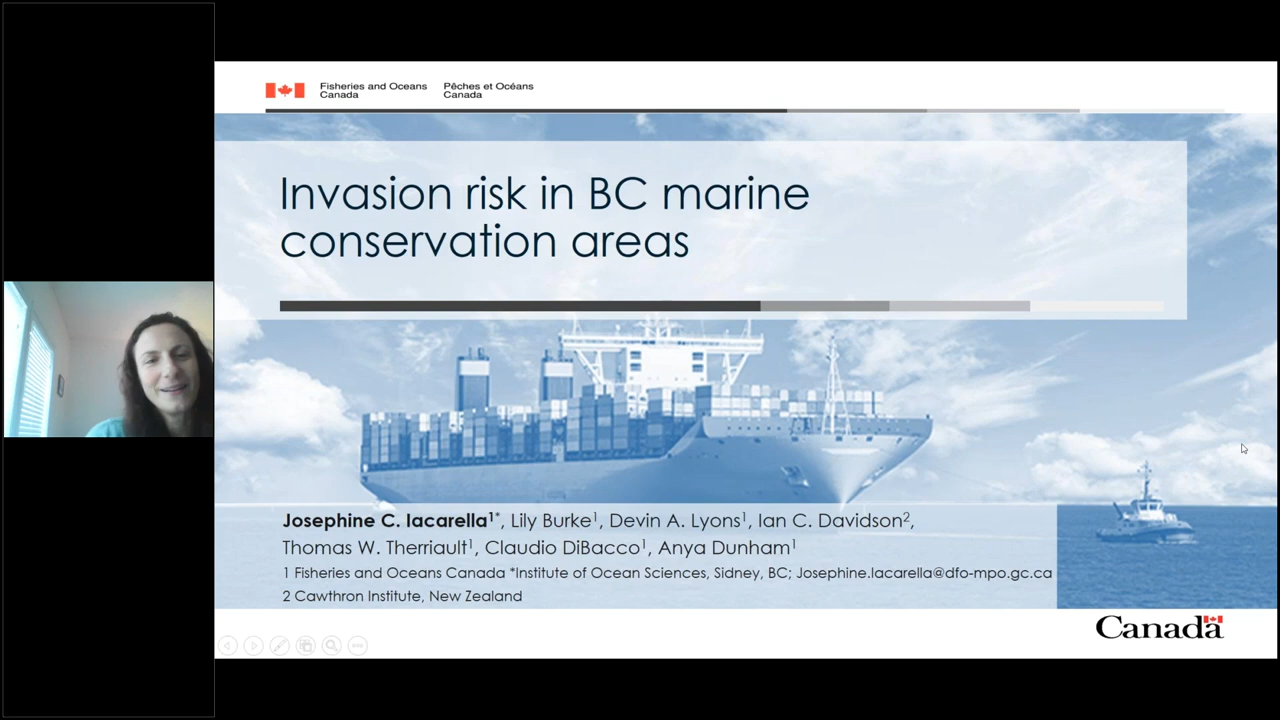 Fisheries and Oceans
Canada
Pêches et Océans
Canada
Invasion risk in BC marine
conservation areas
Josephine C. Iacarella¹*, Lily Burke¹, Devin A. Lyons¹, Ian C. Davidson²,
Thomas W. Therriault¹, Claudio DiBacco¹, Anya Dunham¹
1 Fisheries and Oceans Canada *Institute of Ocean Sciences, Sidney, BC; Josephine.Iacarella@dfo-mpo.gc.ca
2 Cawthron Institute, New Zealand
Canada